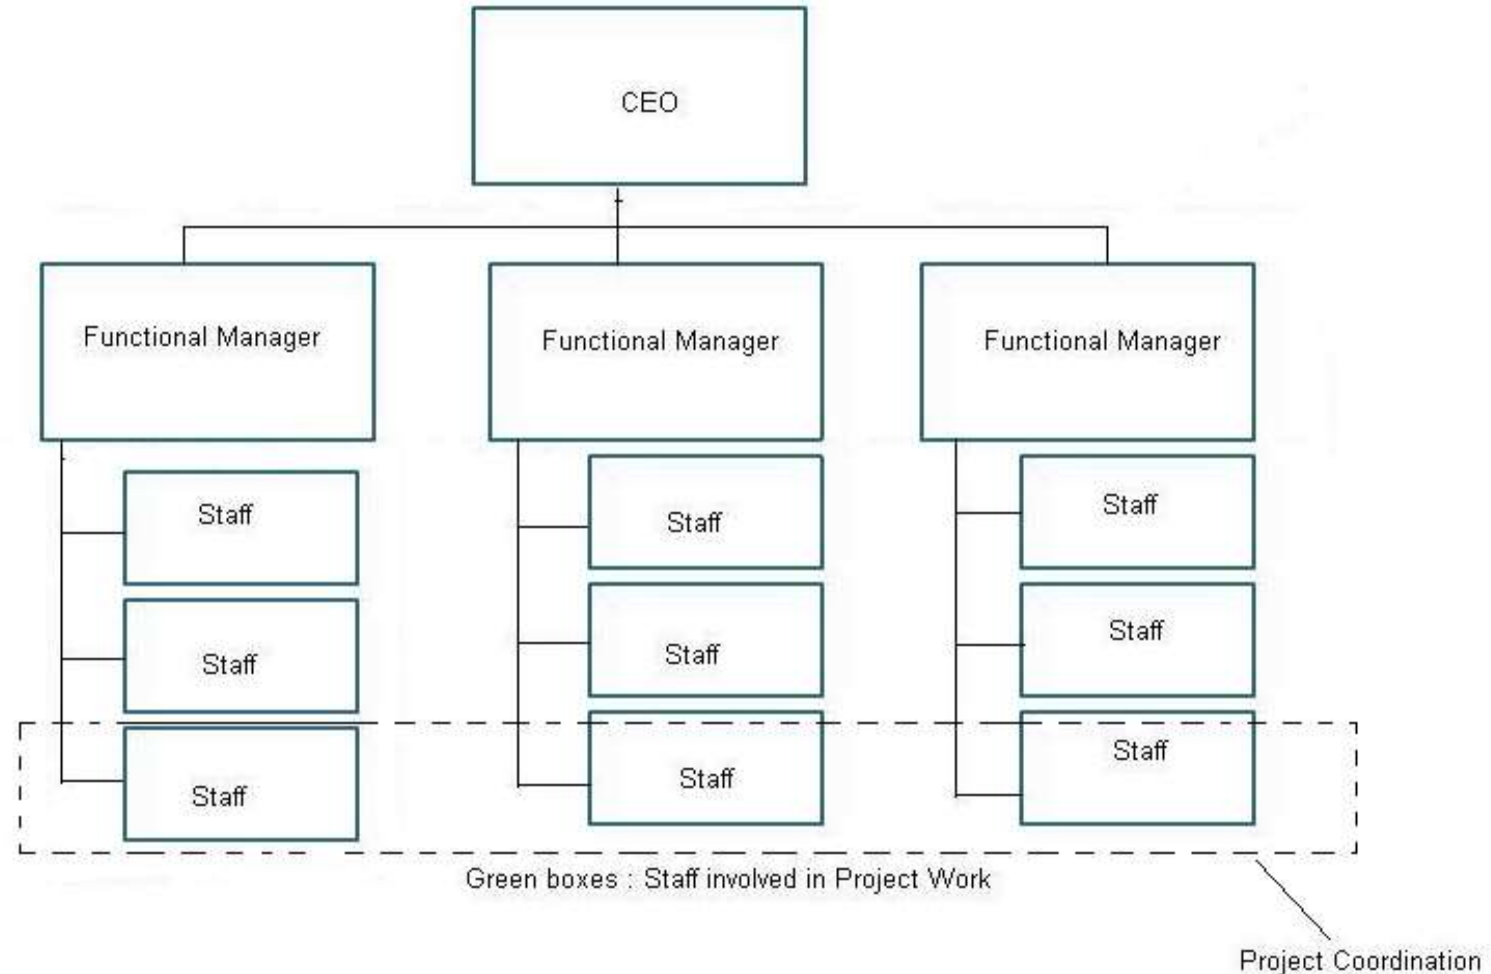 CEO
Functional Manager
Functional Manager
Functional Manager
Staff
Staff
Staff
Staff
Staff
Staff
Staff
Staff
Staff
Green boxes : Staff involved in Project Work
Project Coordination